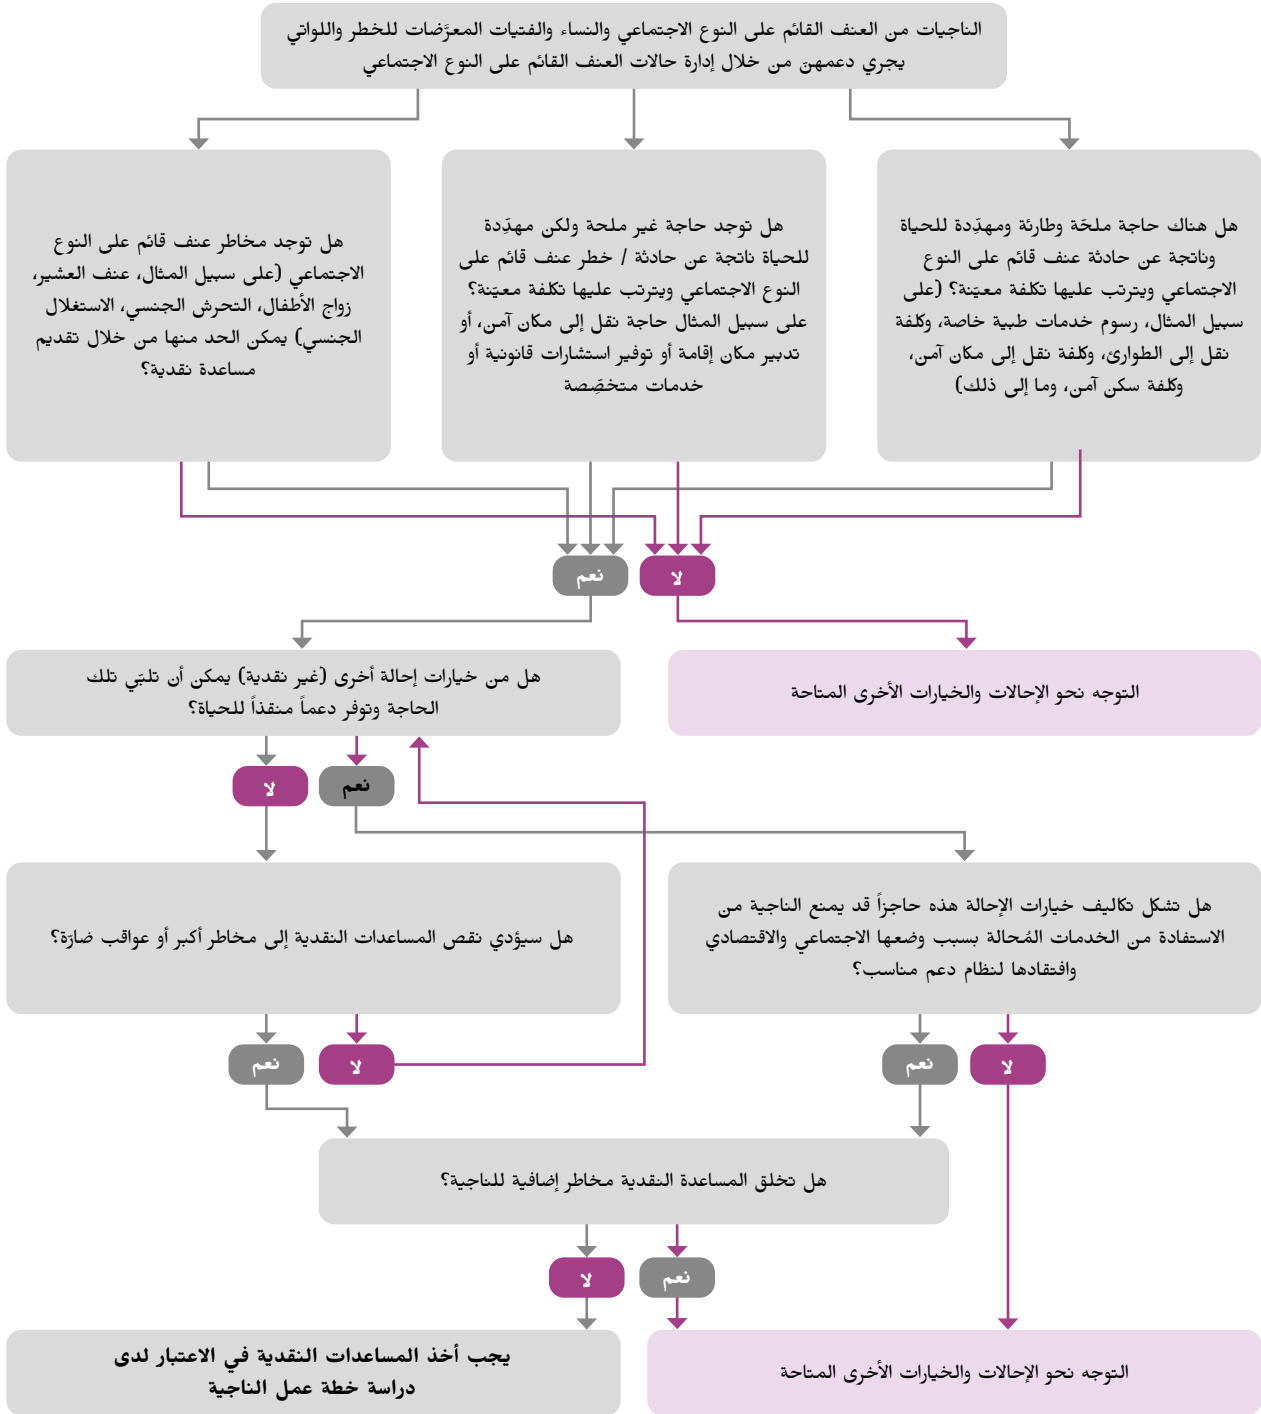 الناجيات من العنف القائم على النوع الاجتماعي والنساء والفتيات المعرَّضات للخطر واللواتي
يجري دعمهن من خلال إدارة حالات العنف القائم على النوع الاجتماعي
هل هناك حاجة ملحَة وطارئة ومهدِدة للحياة
وناتجة عن حادثة عنف قائم على النوع
الاجتماعي ويترتب عليها تكلفة معيَنة؟ (على
سبيل المثال، رسوم خدمات طبية خاصة، وكلفة
نقل إلى الطوارئ، وكلفة نقل إلى مكان آمن،
وكلفة سكن آمن، وما إلى ذلك)
هل توجد حاجة غير ملحة ولكن مهدِدة
للحياة ناتجة عن حادثة / خطر عنف قائم على
النوع الاجتماعي ويترتب عليها تكلفة معيَنة؟
على سبيل المثال حاجة نقل إلى مكان آمن، أو
تدبير مكان إقامة أو توفير استشارات قانونية أو
خدمات متخصِصة
هل توجد مخاطر عنف قائم على النوع
الاجتماعي (على سبيل المثال، عنف العشير،
زواج الأطفال، التحرش الجنسي، الاستغلال
الجنسي) يمكن الحد منها من خلال تقديم
مساعدة نقدية؟
لا
نعم
التوجه نحو الإحالات والخيارات الأخرى المتاحة
هل من خيارات إحالة أخرى (غير نقدية) يمكن أن تلبَي تلك
الحاجة وتوفر دعماً منقذاً للحياة؟
نعم
لا
هل تشكل تكاليف خيارات الإحالة هذه حاجزاً قد يمنع الناجية من
الاستفادة من الخدمات المُحالة بسبب وضعها الاجتماعي والاقتصادي
وافتقادها لنظام دعم مناسب؟
هل سيؤدي نقص المساعدات النقدية إلى مخاطر أكبر أو عواقب ضارَة؟
لا
نعم
لا
نعم
هل تخلق المساعدة النقدية مخاطر إضافية للناجية؟
نعم
لا
التوجه نحو الإحالات والخيارات الأخرى المتاحة
يجب أخذ المساعدات النقدية في الاعتبار لدى
دراسة خطة عمل الناجية